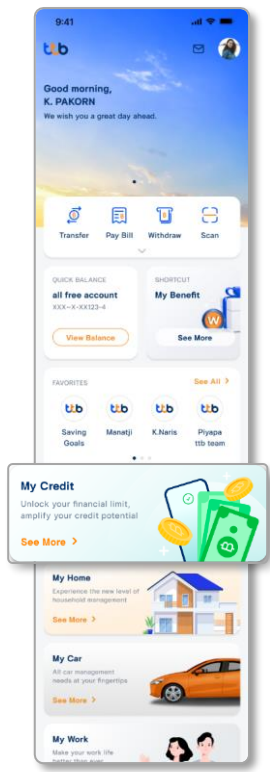 9:41
ttb
Good morning,
K. PAKORN
We wish you a great day ahead.
Transfer
Pay Bill
Withdraw
Scan
QUICK BALANCE
all free account
XXX-X-XX123-4
View Balance
SHORTCUT
My Benefit
W
See More
FAVORITES
See All >
ttb
ttb
ttb
ttb
Saving
Goals
Manatji
K.Naris
Piyapa
ttb team
My Credit
Unlock your financial limit,
amplify your credit potential
See More >
My Home
Experience the new level of
household management
See More >
My Car
All car management
needs at your fingertips
See More >
My Work
Make your work life
better than ever